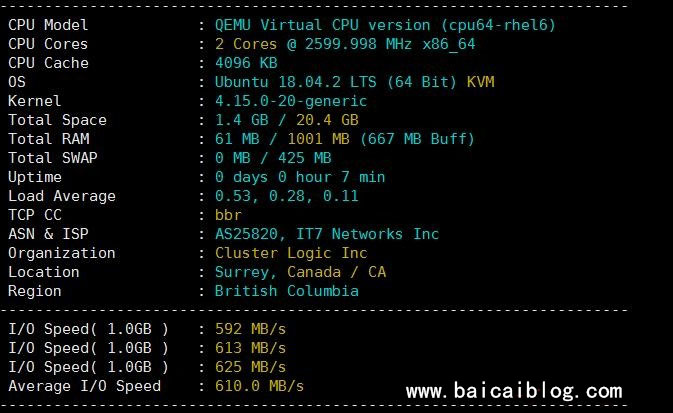 CPU Model : QEMU Virtual CPU version (cpu64-rhel6)
CPU Cores : 2 Cores @ 2599.998 MHz x86_64
CPU Cache : 4096 KB
OS : Ubuntu 18.04.2 LTS (64 Bit) KVM
Kernel : 4.15.0-20-generic
Total Space : 1.4 GB / 20.4 GB
Total RAM : 61 MB / 1001 MB (667 MB Buff)
Total SWAP : 0 MB / 425 MB
Uptime : 0 days 0 hour 7 min
Load Average : 0.53, 0.28, 0.11
TCP CC : bbr
ASN & ISP : AS25820, IT7 Networks Inc
Organization : Cluster Logic Inc
Location : Surrey, Canada / CA
Region : British Columbia
I/O Speed( 1.0GB ) : 592 MB/s
I/O Speed( 1.0GB ) : 613 MB/s
I/O Speed( 1.0GB ) : 625 MB/s
Average I/O Speed : 610.0 MB/s
www.baicaiblog.com